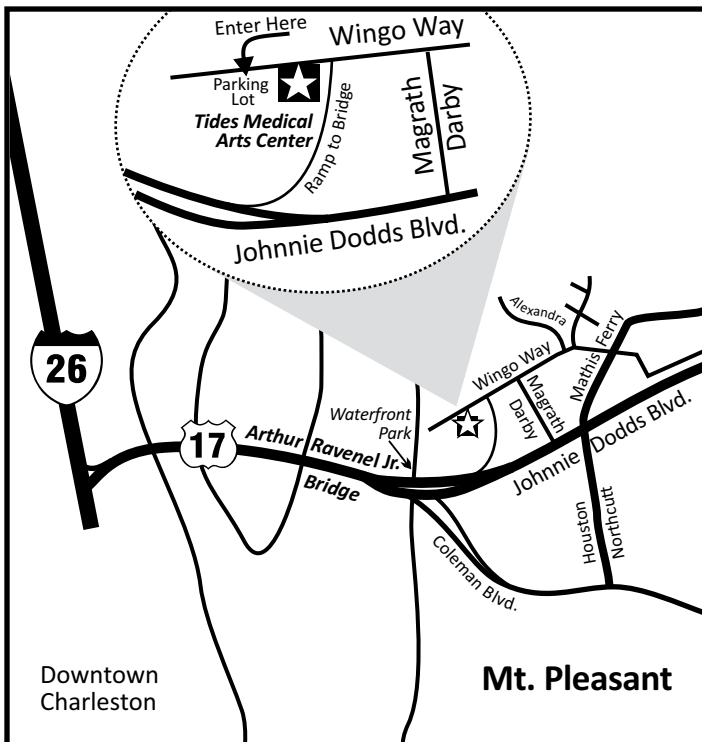 Enter Here
Wingo Way
Parking
Lot
Tides Medical
Arts Center
Ramp to Bridge
Magrath
Darby
Johnnie Dodds Blvd.
26
Alexandra
Mathis Ferry
Wingo Way
Magrath
Darby
Waterfront
Park
17
Arthur Ravenel Jr.
Bridge
Johnnie Dodds Blvd.
Houston
Northcutt
Coleman Blvd.
Downtown
Charleston
Mt. Pleasant